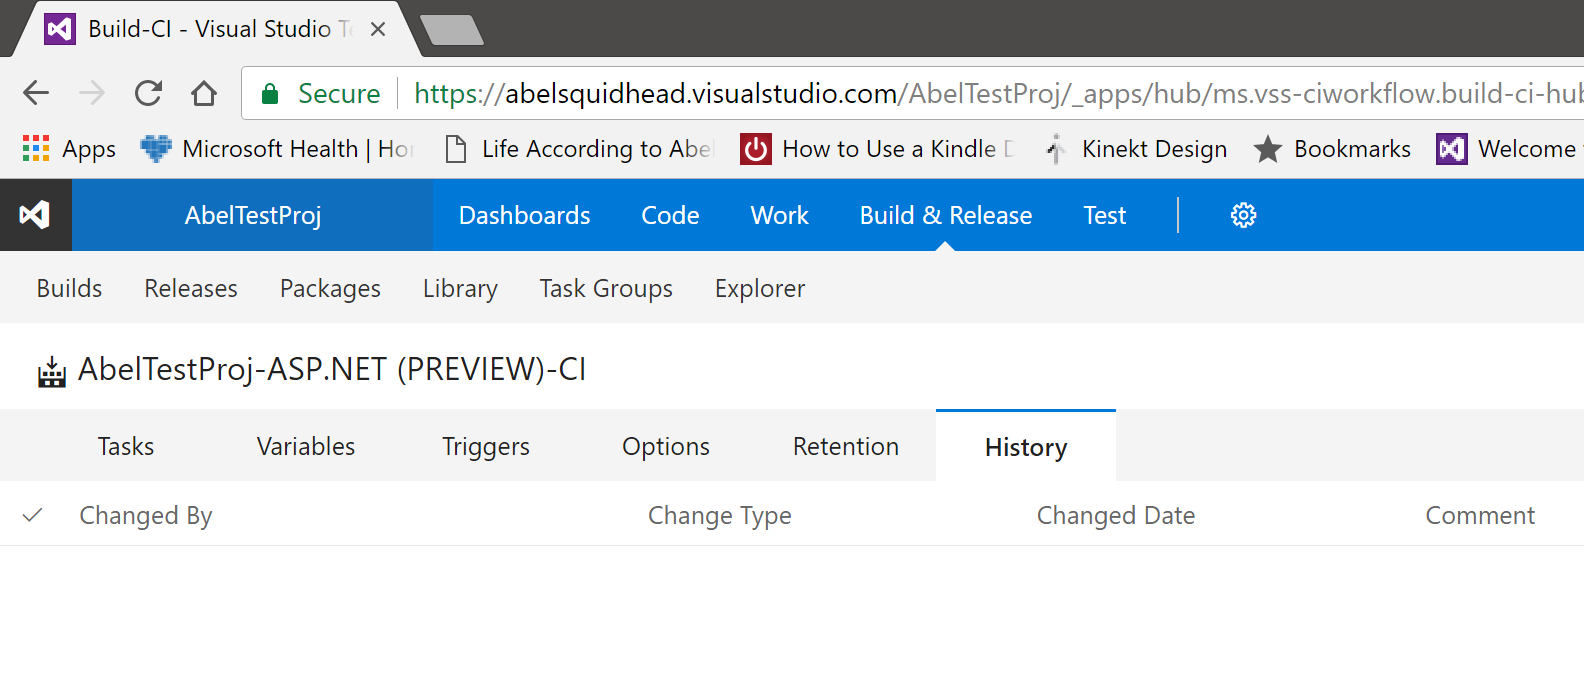 Build-CI - Visual Studio
Secure https://abelsquidhead.visualstudio.com/AbelTestProj/_apps/hub/ms.vss-ciworkflow.build-ci-hub
Apps Microsoft Health | Life According to How to Use a Kindle Kinekt Design Bookmarks Welcome
AbelTestProj Dashboards Code Work Build & Release Test
Builds Releases Packages Library Task Groups Explorer
AbelTestProj-ASP.NET (PREVIEW)-CI
Tasks Variables Triggers Options Retention History
Changed By Change Type Changed Date Comment